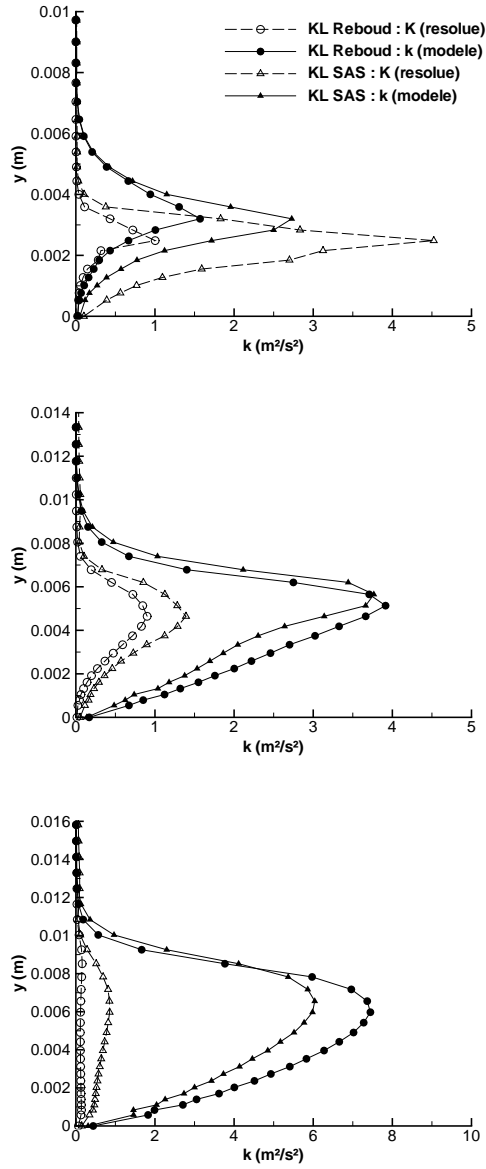 0.01
KL Reboud : K (resolue)
KL Reboud : k (modele)
KL SAS : K (resolue)
KL SAS : k (modele)
0.008
0.006
y (m)
0.004
0.002
0
0 1 2 3 4 5
k (m²/s²)
0.014
0.012
0.01
0.008
y (m)
0.006
0.004
0.002
0
0 1 2 3 4 5
k (m²/s²)
0.016
0.014
0.012
0.01
y (m)
0.008
0.006
0.004
0.002
0
0 2 4 6 8 10
k (m²/s²)